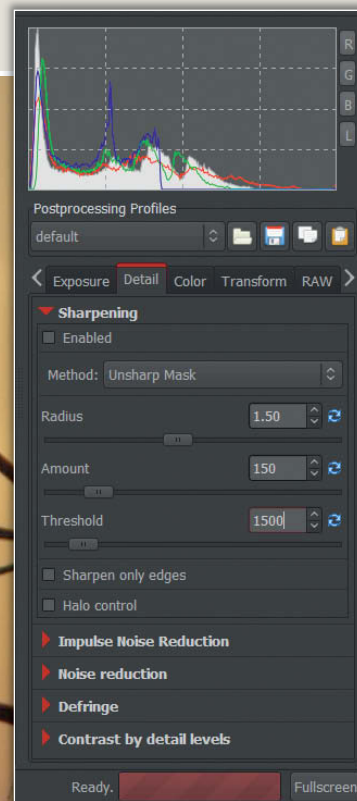 R
G
B
L
Postprocessing Profiles
default
Exposure Detail Color Transform RAW
Sharpening
Enabled
Method: Unsharp Mask
Radius 1.50
Amount 150
Threshold 1500
Sharpen only edges
Halo control
Impulse Noise Reduction
Noise reduction
Defringe
Contrast by detail levels
Ready. Fullscreen